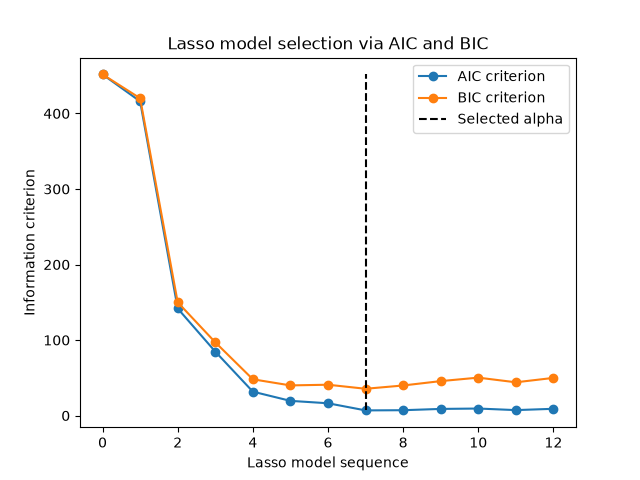 Lasso model selection via AIC and BIC
AIC criterion
BIC criterion
Selected alpha
Information criterion
400
300
200
100
0
0 2 4 6 8 10 12
Lasso model sequence